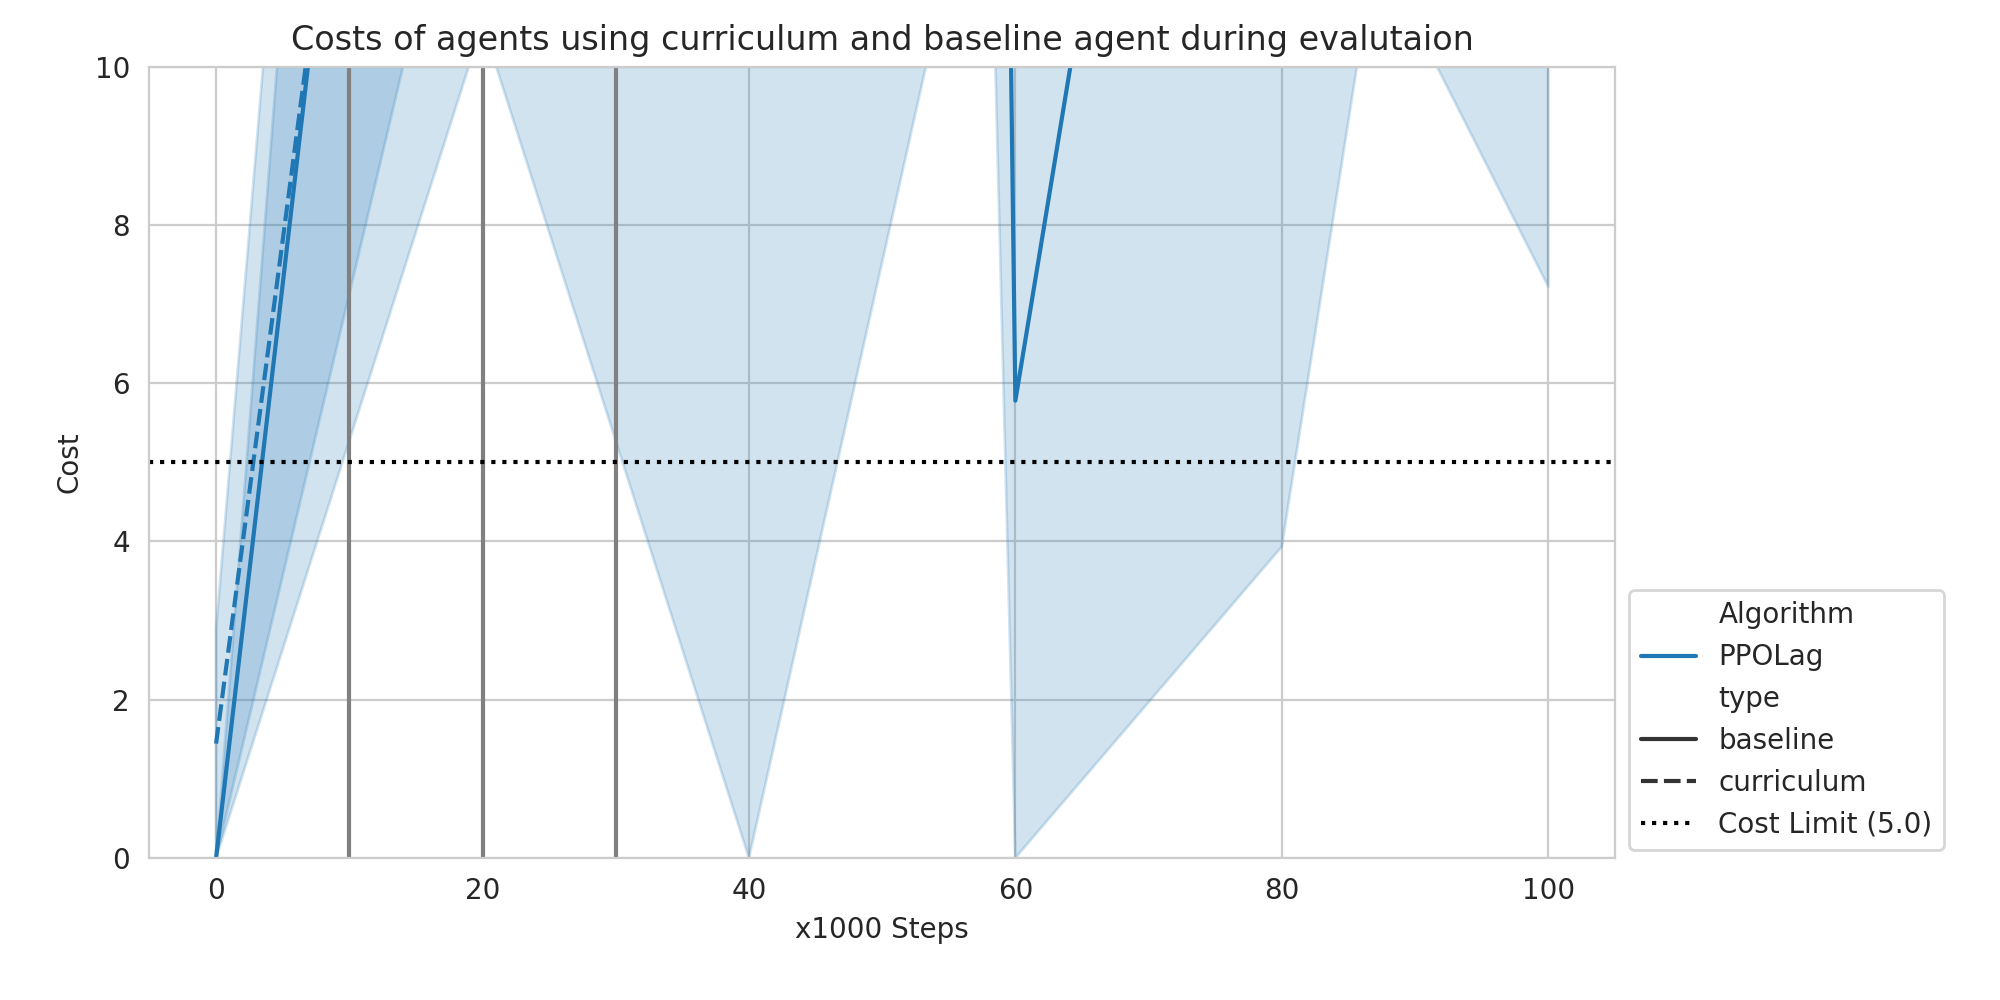 Costs of agents using curriculum and baseline agent during evalutaion
10
8
6
4
2
0
Cost
0 20 40 60 80 100
x1000 Steps
Algorithm
PPOLag
type
baseline
curriculum
Cost Limit (5.0)